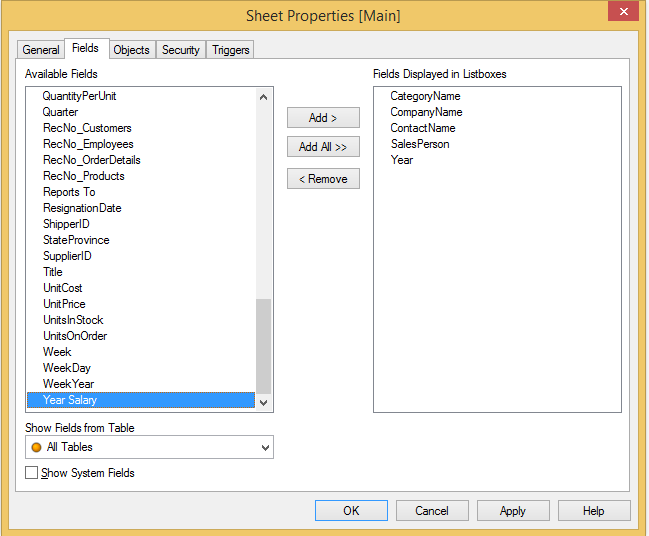 Sheet Properties [Main]
General
Fields
Objects
Security
Triggers
Available Fields
QuantityPerUnit
Quarter
RecNo_Customers
RecNo_Employees
RecNo_OrderDetails
RecNo_Products
Reports To
ResignationDate
ShipperID
StateProvince
SupplierID
Title
UnitCost
UnitPrice
UnitsInStock
UnitsOnOrder
Week
WeekDay
WeekYear
Year Salary
Add >
Add All >>
< Remove
Fields Displayed in Listboxes
CategoryName
CompanyName
ContactName
SalesPerson
Year
Show Fields from Table
All Tables
Show System Fields
OK
Cancel
Apply
Help